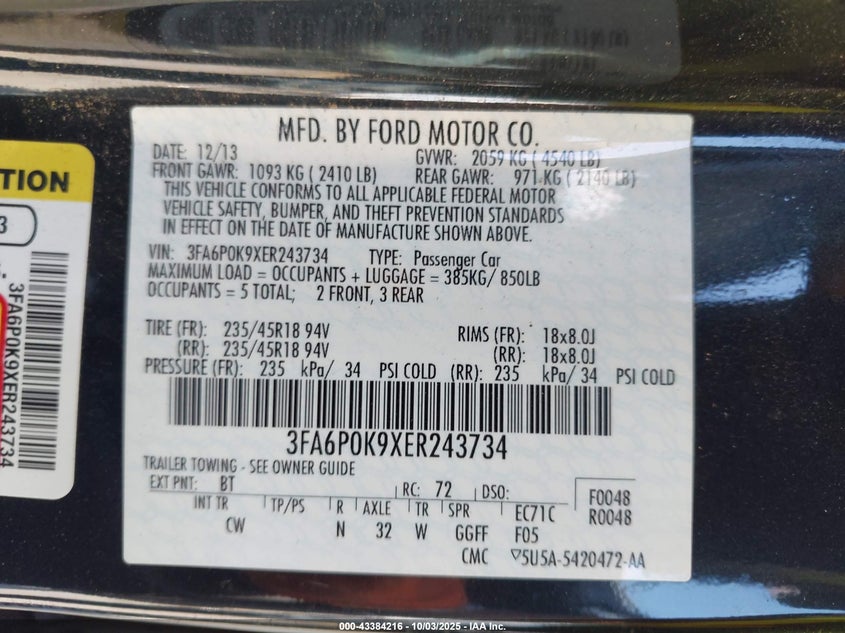 MFD. BY FORD MOTOR CO.
DATE: 12/13 GVWR: 2059 KG ( 4540 LB)
FRONT GAWR: 1093 KG ( 2410 LB) REAR GAWR: 971 KG ( 2140 LB)
THIS VEHICLE CONFORMS TO ALL APPLICABLE FEDERAL MOTOR
VEHICLE SAFETY, BUMPER, AND THEFT PREVENTION STANDARDS
IN EFFECT ON THE DATE OF MANUFACTURE SHOWN ABOVE.
VIN: 3FA6P0K9XER243734 TYPE: Passenger Car
MAXIMUM LOAD = OCCUPANTS + LUGGAGE = 385KG/ 850LB
OCCUPANTS = 5 TOTAL; 2 FRONT, 3 REAR
TIRE (FR): 235/45R18 94V RIMS (FR): 18x8.0J
(RR): 235/45R18 94V (RR): 18x8.0J
PRESSURE (FR): 235 kPa/ 34 PSI COLD (RR): 235 kPa/ 34 PSI COLD
3FA6P0K9XER243734
TRAILER TOWING - SEE OWNER GUIDE
EXT PNT: BT RC: 72 DSO: F0048
INT TR TP/PS R AXLE TR SPR EC71C R0048
CW N 32 W GGFF F05
CMC 5U5A-5420472-AA
TION
3
3FA6P0K9XER243734
000-43384216 - 10/03/2025 - IAA Inc.